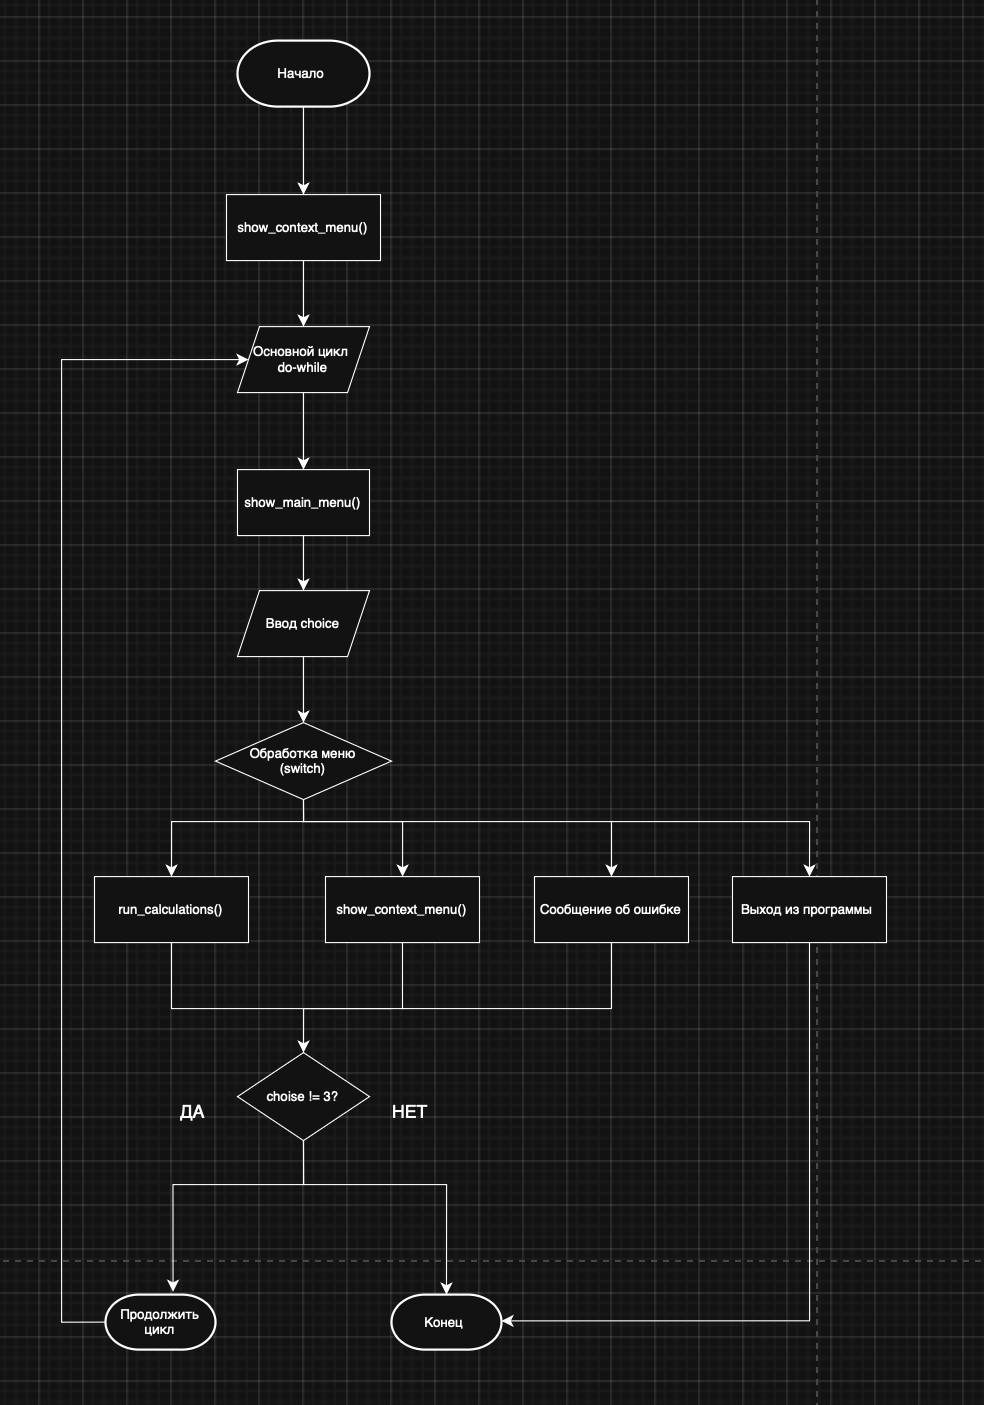 Начало
show_context_menu()
Основной цикл
do-while
show_main_menu()
Ввод choice
Обработка меню
(switch)
run_calculations()
show_context_menu()
Сообщение об ошибке
Выход из программы
choise != 3?
ДА
НЕТ
Продолжить
цикл
Конец